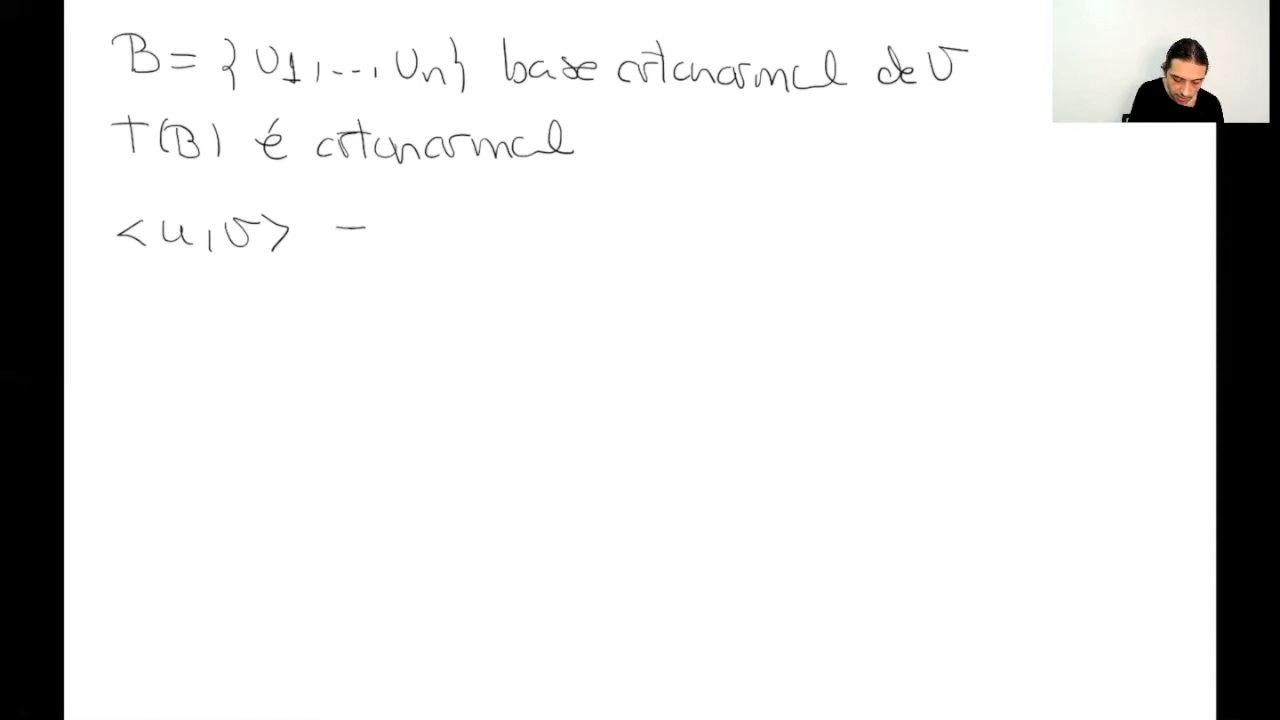 B = {v1, ..., vn} base ortonormal de V
T(B) é ortonormal
<u, v> =